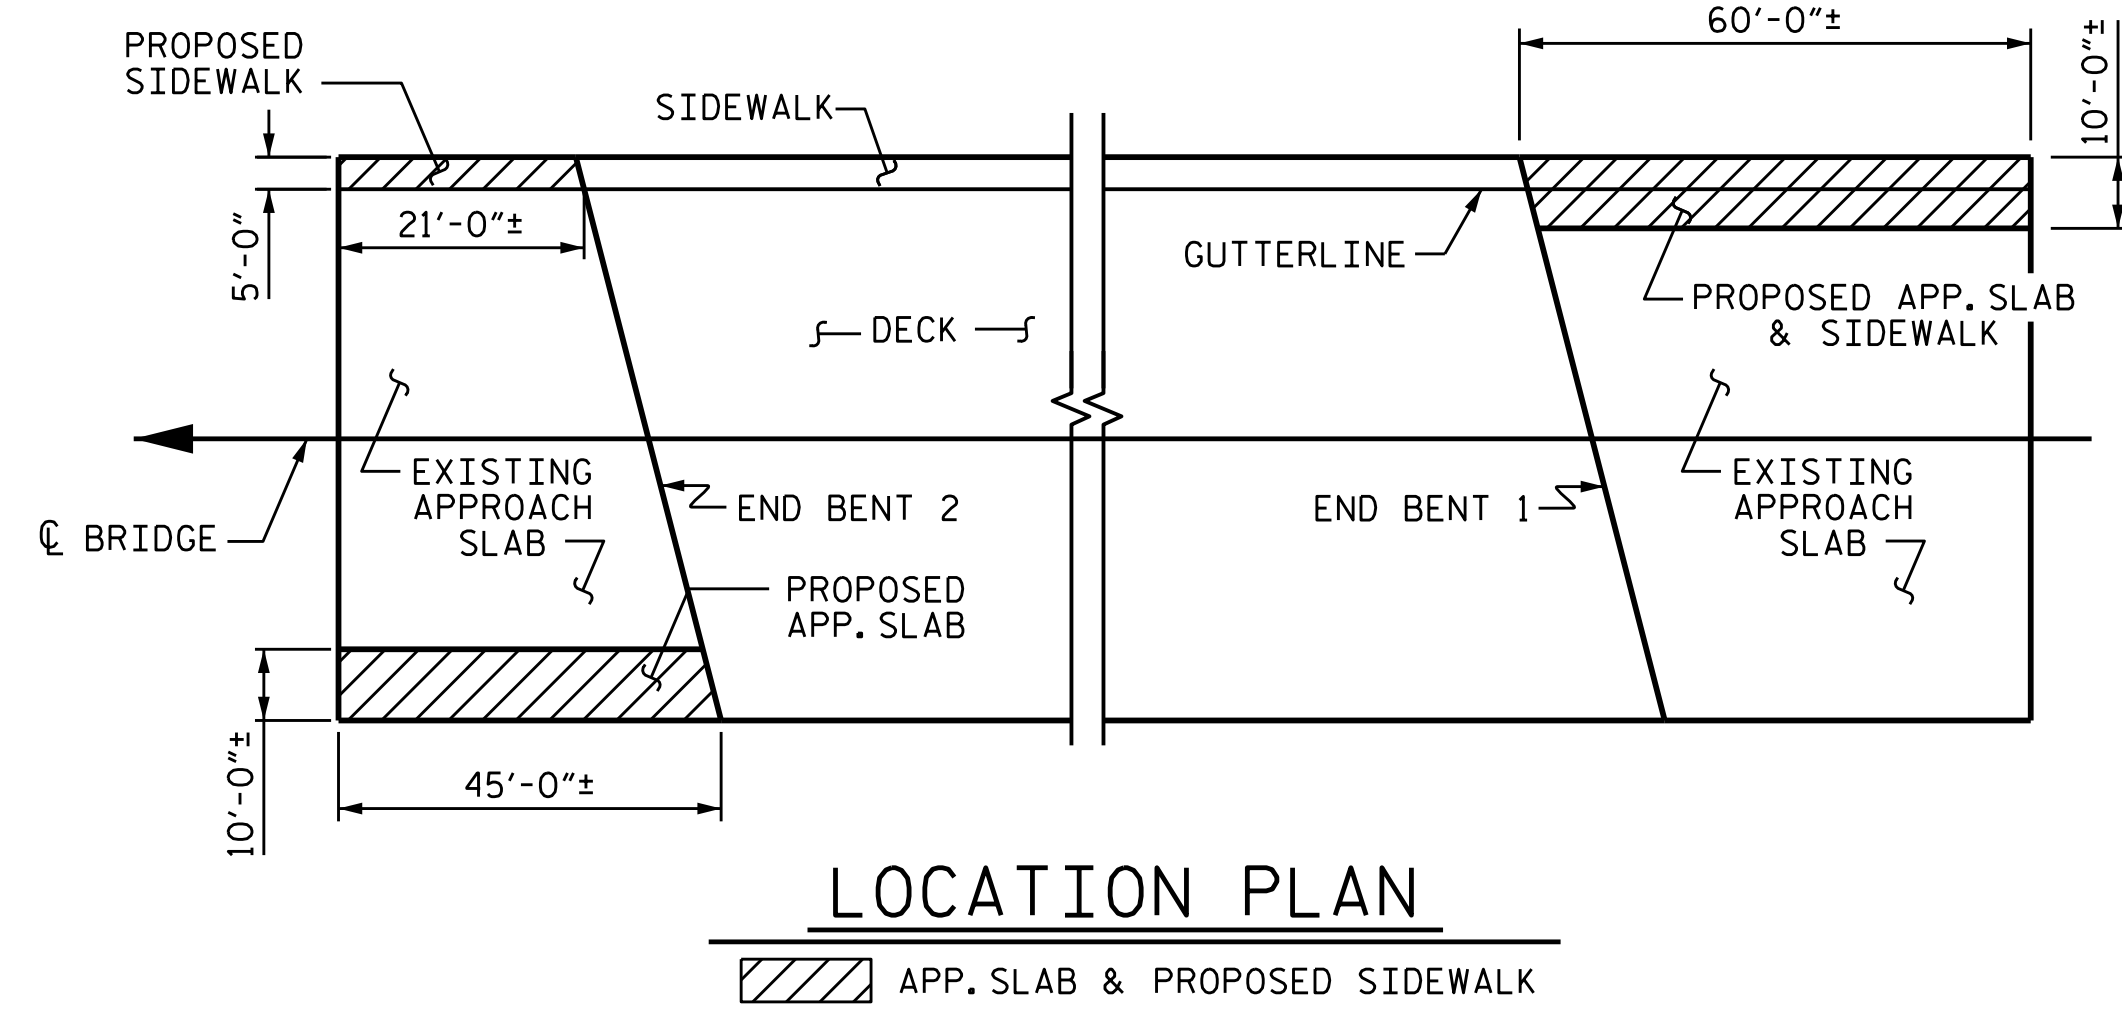 60'-0"±
10'-0"±
PROPOSED
SIDEWALK
SIDEWALK
21'-0"±
5'-0"
GUTTERLINE
PROPOSED APP. SLAB
& SIDEWALK
DECK
EXISTING
APPROACH
SLAB
END BENT 2
END BENT 1
EXISTING
APPROACH
SLAB
℄ BRIDGE
PROPOSED
APP. SLAB
10'-0"±
45'-0"±
LOCATION PLAN
APP. SLAB & PROPOSED SIDEWALK